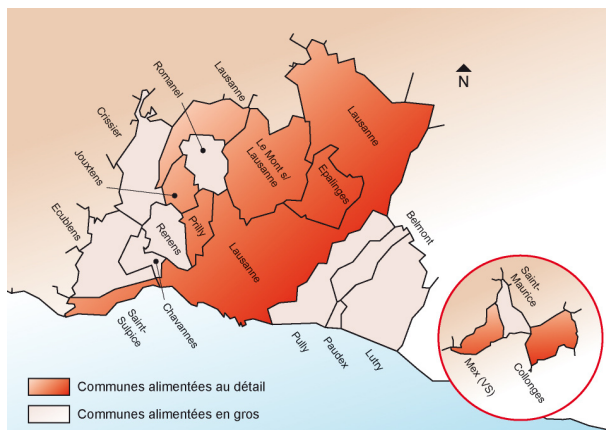 Romanel
Lausanne
N
Crissier
Lausanne
Jouxtens
Le Mont s/
Lausanne
Epalinges
Ecublens
Renens
Prilly
Belmont
Lausanne
Saint-
Sulpice
Chavannes
Pully
Paudex
Lutry
Saint-
Maurice
Mex (VS)
Collonges
Communes alimentées au détail
Communes alimentées en gros